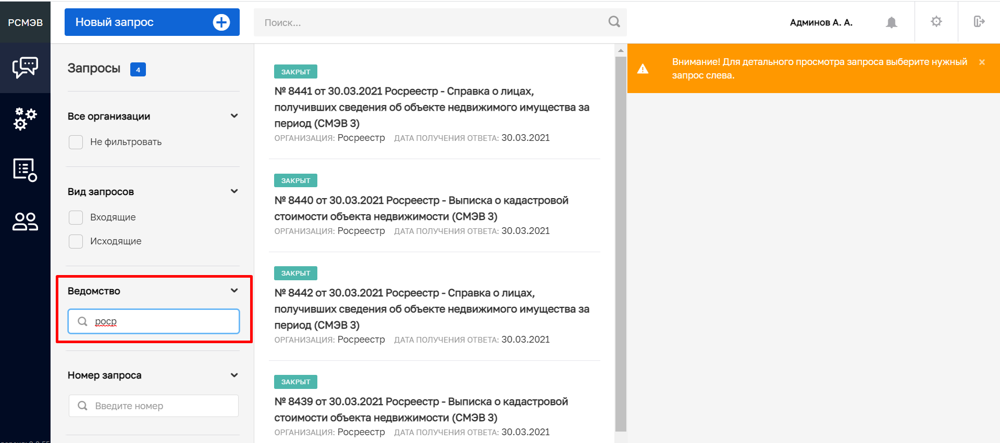 РСМЭВ
Новый запрос
Поиск...
Админов А. А.
Запросы 4
Все организации
Не фильтровать
Вид запросов
Входящие
Исходящие
Ведомство
роср
Номер запроса
Введите номер
ЗАКРЫТ
№ 8441 от 30.03.2021 Росреестр - Справка о лицах,
получивших сведения об объекте недвижимого имущества за
период (СМЭВ 3)
ОРГАНИЗАЦИЯ: Росреестр ДАТА ПОЛУЧЕНИЯ ОТВЕТА: 30.03.2021
ЗАКРЫТ
№ 8440 от 30.03.2021 Росреестр - Выписка о кадастровой
стоимости объекта недвижимости (СМЭВ 3)
ОРГАНИЗАЦИЯ: Росреестр ДАТА ПОЛУЧЕНИЯ ОТВЕТА: 30.03.2021
ЗАКРЫТ
№ 8442 от 30.03.2021 Росреестр - Справка о лицах,
получивших сведения об объекте недвижимого имущества за
период (СМЭВ 3)
ОРГАНИЗАЦИЯ: Росреестр ДАТА ПОЛУЧЕНИЯ ОТВЕТА: 30.03.2021
ЗАКРЫТ
№ 8439 от 30.03.2021 Росреестр - Выписка о кадастровой
стоимости объекта недвижимости (СМЭВ 3)
ОРГАНИЗАЦИЯ: Росреестр ДАТА ПОЛУЧЕНИЯ ОТВЕТА: 30.03.2021
Внимание! Для детального просмотра запроса выберите нужный
запрос слева.